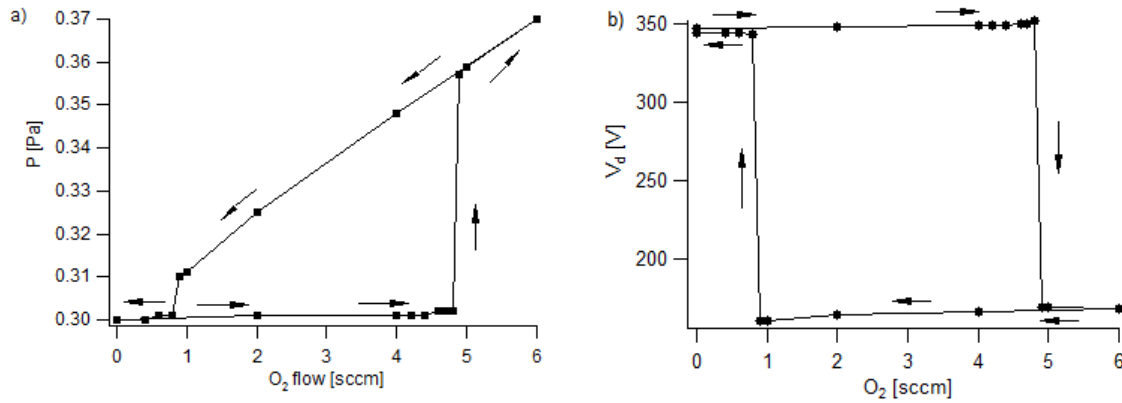 a)
0.37
0.36
0.35
0.34
0.33
0.32
0.31
0.30
P [Pa]
0 1 2 3 4 5 6
O₂ flow [sccm]
b)
350
300
250
200
V_d [V]
0 1 2 3 4 5 6
O₂ [sccm]